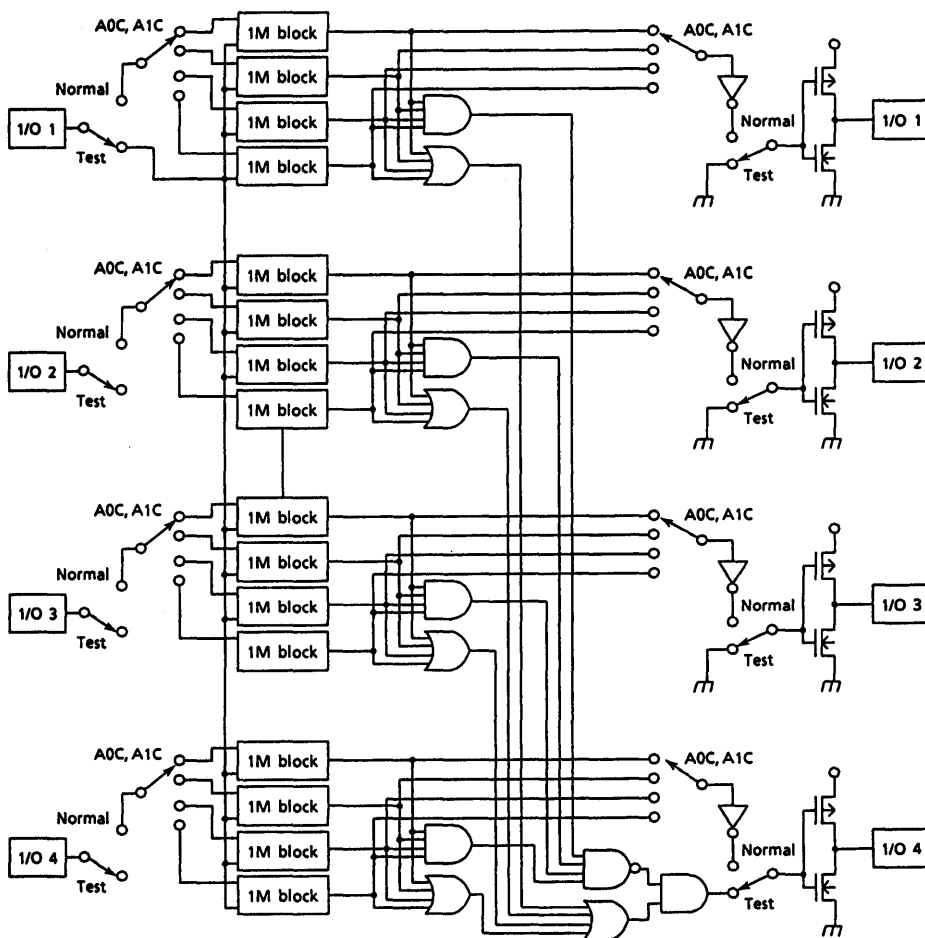 A0C, A1C
1M block
A0C, A1C
1M block
Normal
1M block
Normal
I/O 1
I/O 1
Test
1M block
Test
A0C, A1C
1M block
A0C, A1C
1M block
Normal
1M block
Normal
I/O 2
I/O 2
Test
1M block
Test
A0C, A1C
1M block
A0C, A1C
1M block
Normal
1M block
Normal
I/O 3
I/O 3
Test
1M block
Test
A0C, A1C
1M block
A0C, A1C
1M block
Normal
1M block
Normal
I/O 4
I/O 4
Test
1M block
Test